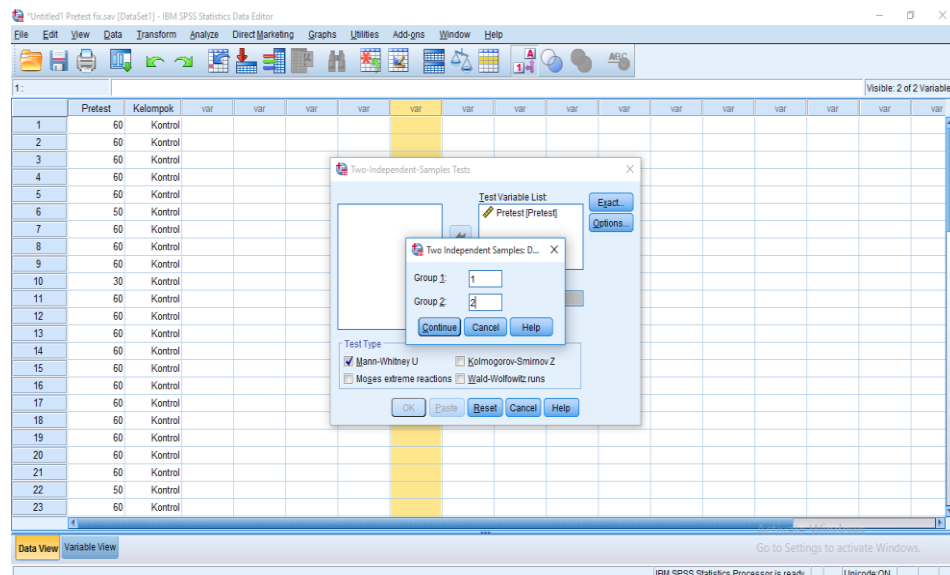 *Untitled1 Pretest fix.sav [DataSet1] - IBM SPSS Statistics Data Editor
File Edit View Data Transform Analyze Direct Marketing Graphs Utilities Add-ons Window Help
1 :
Visible: 2 of 2 Variable
Pretest Kelompok var var var var var var var var var var var var var var var
1 60 Kontrol
2 60 Kontrol
3 60 Kontrol
4 60 Kontrol
5 60 Kontrol
6 50 Kontrol
7 60 Kontrol
8 60 Kontrol
9 60 Kontrol
10 30 Kontrol
11 60 Kontrol
12 60 Kontrol
13 60 Kontrol
14 60 Kontrol
15 60 Kontrol
16 60 Kontrol
17 60 Kontrol
18 60 Kontrol
19 60 Kontrol
20 60 Kontrol
21 60 Kontrol
22 50 Kontrol
23 60 Kontrol
Two-Independent-Samples Tests
Test Variable List:
Pretest [Pretest]
Exact...
Options...
Two Independent Samples: D...
Group 1: 1
Group 2: 2
Continue Cancel Help
Test Type
Mann-Whitney U Kolmogorov-Smirnov Z
Moses extreme reactions Wald-Wolfowitz runs
OK Paste Reset Cancel Help
Activate Windows
Go to Settings to activate Windows.
Data View Variable View
IBM SPSS Statistics Processor is ready Unicode:ON